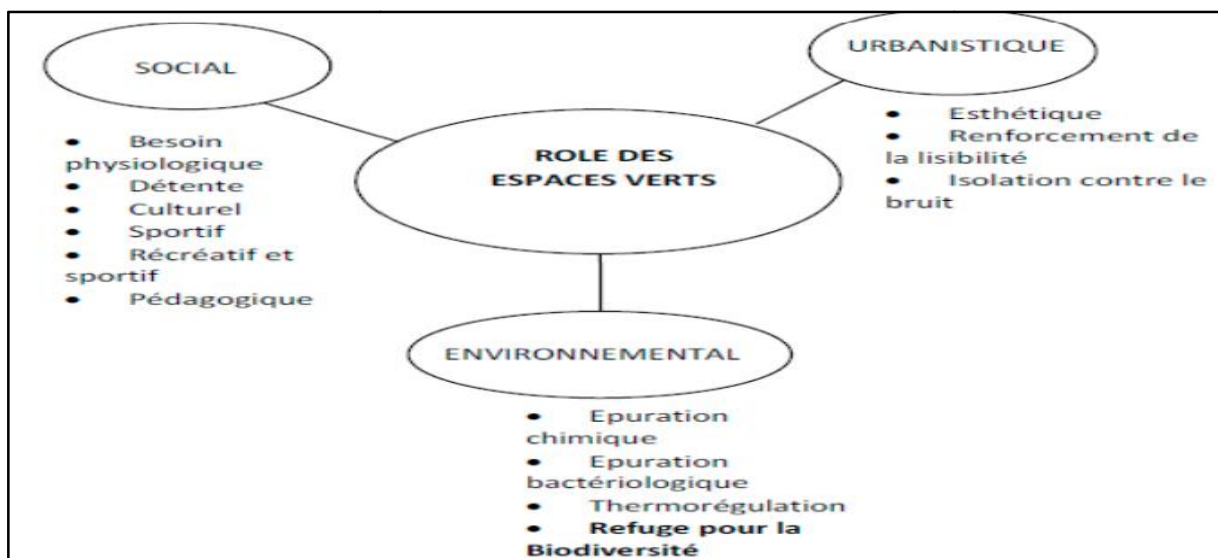 SOCIAL
• Besoin
physiologique
• Détente
• Culturel
• Sportif
• Récréatif et
sportif
• Pédagogique
ROLE DES
ESPACES VERTS
URBANISTIQUE
• Esthétique
• Renforcement de
la lisibilité
• Isolation contre le
bruit
ENVIRONNEMENTAL
• Epuration
chimique
• Epuration
bactériologique
• Thermorégulation
• Refuge pour la
Biodiversité